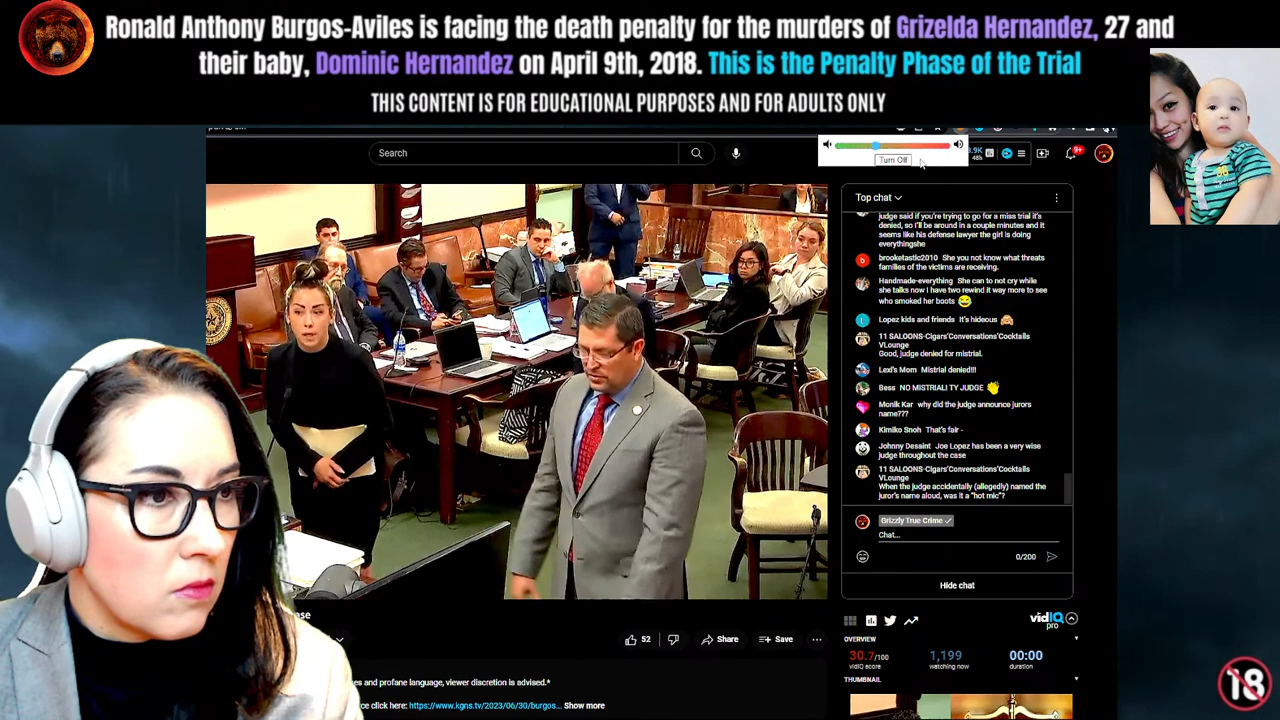 Ronald Anthony Burgos-Aviles is facing the death penalty for the murders of Grizelda Hernandez, 27 and
their baby, Dominic Hernandez on April 9th, 2018. This is the Penalty Phase of the Trial
THIS CONTENT IS FOR EDUCATIONAL PURPOSES AND FOR ADULTS ONLY
Search
Turn Off
3.9K
48h
9+
Top chat
judge said if you're trying to go for a miss trial it's
denied, so i'll be around in a couple minutes and it
seems like his defense lawyer the girl is doing
everythingshe
brooketastic2010 She you not know what threats
families of the victims are receiving.
Handmade-everything She can to not cry while
she talks now I have two rewind it way more to see
who smoked her boots
Lopez kids and friends It's hideous
11 SALOONS-Cigars'Conversations'Cocktails
VLounge
Good, judge denied for mistrial.
Lexi's Mom Mistrial denied!!!
Bess NO MISTRIAL! TY JUDGE
Monik Kar why did the judge announce jurors
name???
Kimiko Snoh That's fair -
Johnny Desaint Joe Lopez has been a very wise
judge throughout the case
11 SALOONS-Cigars'Conversations'Cocktails
VLounge
When the judge accidentally (allegedly) named the
juror's name aloud, was it a "hot mic"?
Grizzly True Crime
Chat...
0/200
Hide chat
ase
52
Share
Save
vidIQ
pro
OVERVIEW
30.7/100
vidIQ score
1,199
watching now
00:00
duration
THUMBNAIL
es and profane language, viewer discretion is advised.*
ce click here: https://www.kgns.tv/2023/06/30/burgos... Show more
18